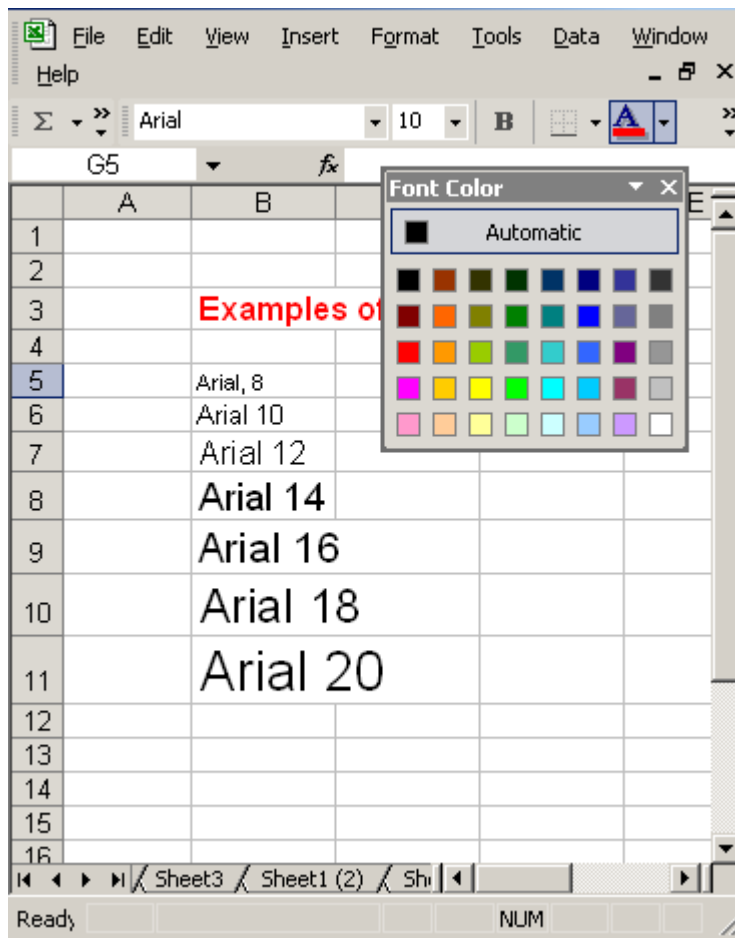 File Edit View Insert Format Tools Data Window
Help
Σ Arial 10 B A
G5 fx
Font Color
Automatic
A B E
1
2
3 Examples of
4
5 Arial, 8
6 Arial 10
7 Arial 12
8 Arial 14
9 Arial 16
10 Arial 18
11 Arial 20
12
13
14
15
16
Sheet3 Sheet1 (2)
Ready NUM